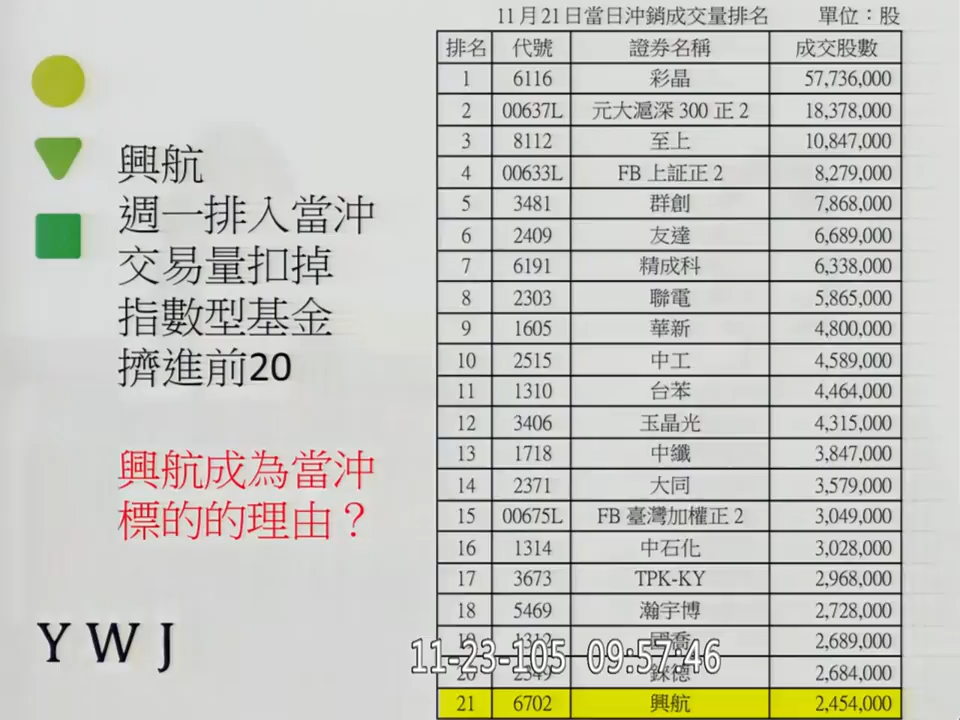 興航
週一排入當沖
交易量扣掉
指數型基金
擠進前20
興航成為當沖
標的的理由？
YWJ
11月21日當日沖銷成交量排名 單位：股
排名 代號 證券名稱 成交股數
1 6116 彩晶 57,736,000
2 00637L 元大滬深 300 正 2 18,378,000
3 8112 至上 10,847,000
4 00633L FB 上証正 2 8,279,000
5 3481 群創 7,868,000
6 2409 友達 6,689,000
7 6191 精成科 6,338,000
8 2303 聯電 5,865,000
9 1605 華新 4,800,000
10 2515 中工 4,589,000
11 1310 台苯 4,464,000
12 3406 玉晶光 4,315,000
13 1718 中纖 3,847,000
14 2371 大同 3,579,000
15 00675L FB 臺灣加權正 2 3,049,000
16 1314 中石化 3,028,000
17 3673 TPK-KY 2,968,000
18 5469 瀚宇博 2,728,000
19 1312 國喬 2,689,000
20 2349 錸德 2,684,000
21 6702 興航 2,454,000
11-23-105 09:57:46